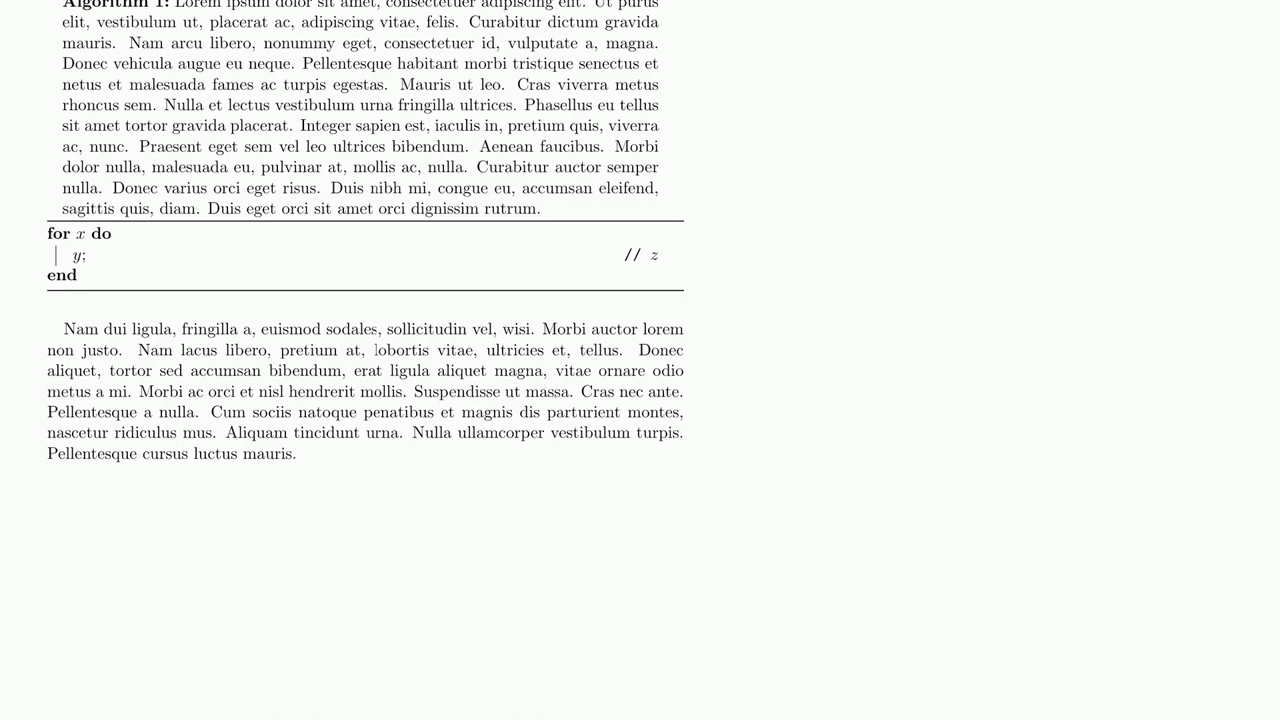 Algorithm 1: Lorem ipsum dolor sit amet, consectetuer adipiscing elit. Ut purus
elit, vestibulum ut, placerat ac, adipiscing vitae, felis. Curabitur dictum gravida
mauris. Nam arcu libero, nonummy eget, consectetuer id, vulputate a, magna.
Donec vehicula augue eu neque. Pellentesque habitant morbi tristique senectus et
netus et malesuada fames ac turpis egestas. Mauris ut leo. Cras viverra metus
rhoncus sem. Nulla et lectus vestibulum urna fringilla ultrices. Phasellus eu tellus
sit amet tortor gravida placerat. Integer sapien est, iaculis in, pretium quis, viverra
ac, nunc. Praesent eget sem vel leo ultrices bibendum. Aenean faucibus. Morbi
dolor nulla, malesuada eu, pulvinar at, mollis ac, nulla. Curabitur auctor semper
nulla. Donec varius orci eget risus. Duis nibh mi, congue eu, accumsan eleifend,
sagittis quis, diam. Duis eget orci sit amet orci dignissim rutrum.
for x do
y; // z
end
Nam dui ligula, fringilla a, euismod sodales, sollicitudin vel, wisi. Morbi auctor lorem
non justo. Nam lacus libero, pretium at, lobortis vitae, ultricies et, tellus. Donec
aliquet, tortor sed accumsan bibendum, erat ligula aliquet magna, vitae ornare odio
metus a mi. Morbi ac orci et nisl hendrerit mollis. Suspendisse ut massa. Cras nec ante.
Pellentesque a nulla. Cum sociis natoque penatibus et magnis dis parturient montes,
nascetur ridiculus mus. Aliquam tincidunt urna. Nulla ullamcorper vestibulum turpis.
Pellentesque cursus luctus mauris.